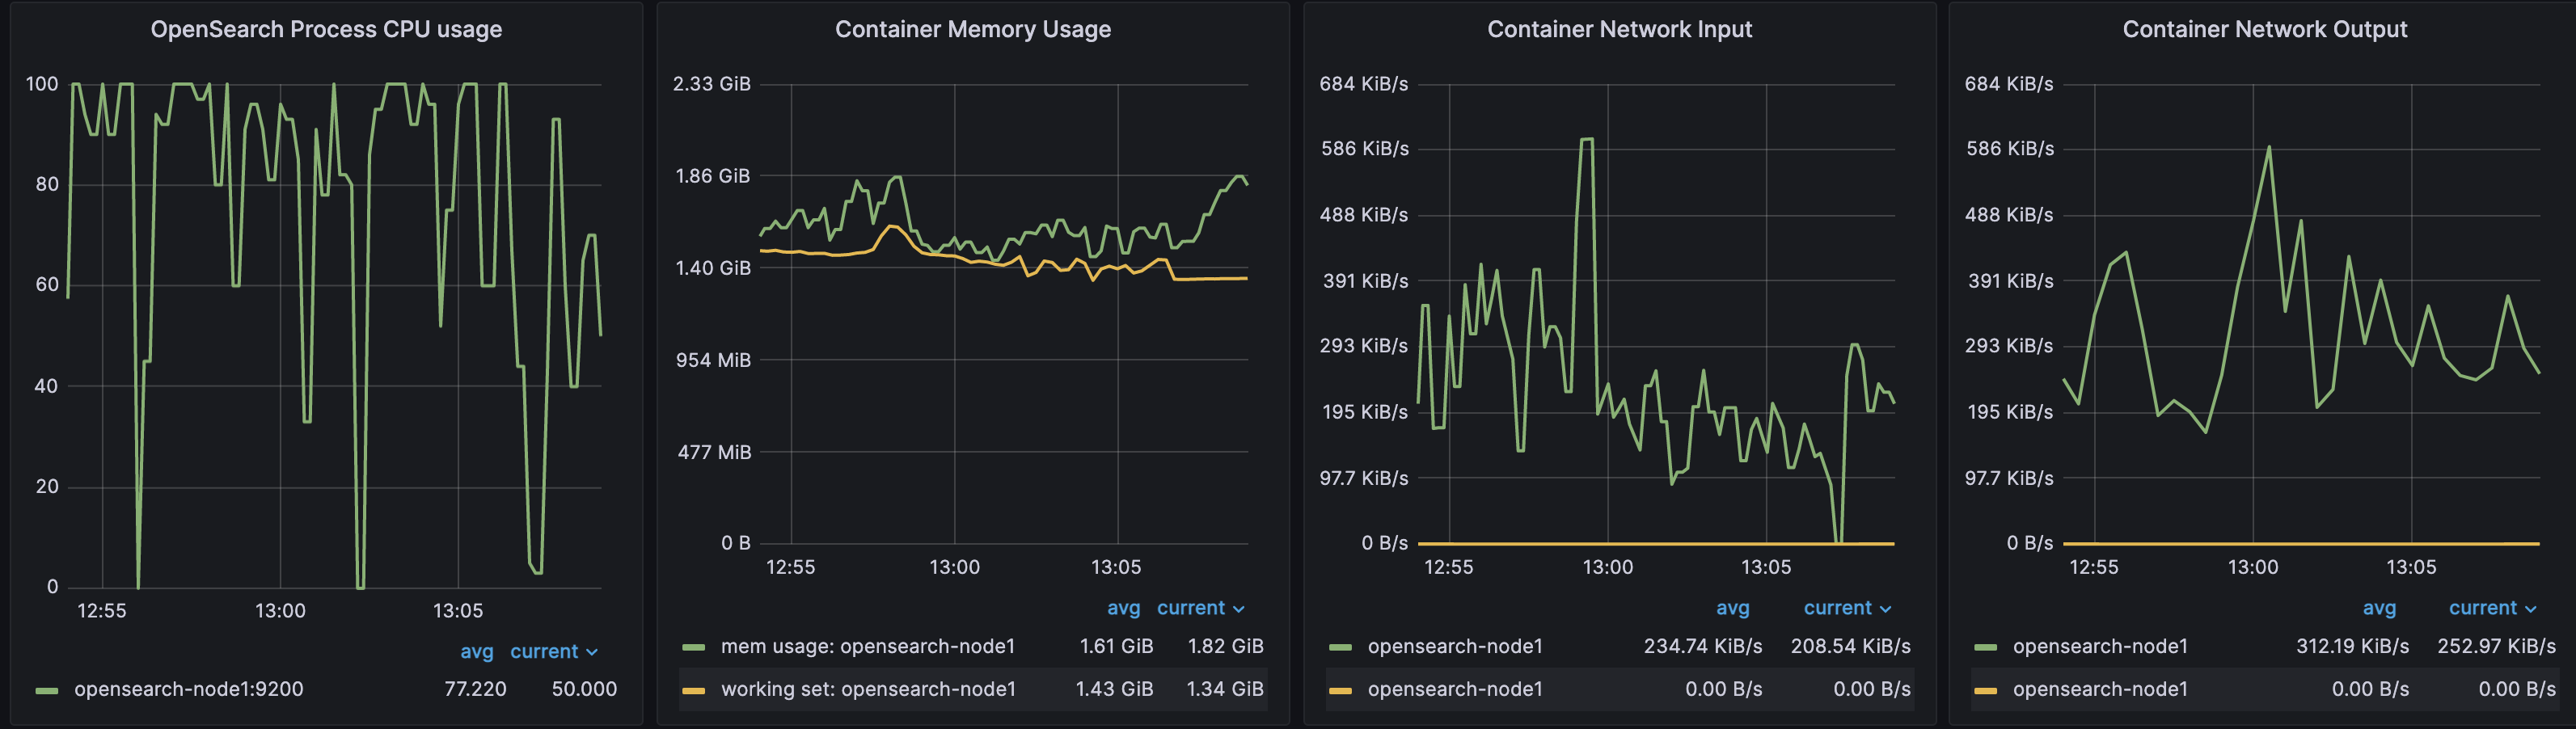 OpenSearch Process CPU usage
100
80
60
40
20
0
12:55 13:00 13:05
avg current
opensearch-node1:9200 77.220 50.000
Container Memory Usage
2.33 GiB
1.86 GiB
1.40 GiB
954 MiB
477 MiB
0 B
12:55 13:00 13:05
avg current
mem usage: opensearch-node1 1.61 GiB 1.82 GiB
working set: opensearch-node1 1.43 GiB 1.34 GiB
Container Network Input
684 KiB/s
586 KiB/s
488 KiB/s
391 KiB/s
293 KiB/s
195 KiB/s
97.7 KiB/s
0 B/s
12:55 13:00 13:05
avg current
opensearch-node1 234.74 KiB/s 208.54 KiB/s
opensearch-node1 0.00 B/s 0.00 B/s
Container Network Output
684 KiB/s
586 KiB/s
488 KiB/s
391 KiB/s
293 KiB/s
195 KiB/s
97.7 KiB/s
0 B/s
12:55 13:00 13:05
avg current
opensearch-node1 312.19 KiB/s 252.97 KiB/s
opensearch-node1 0.00 B/s 0.00 B/s